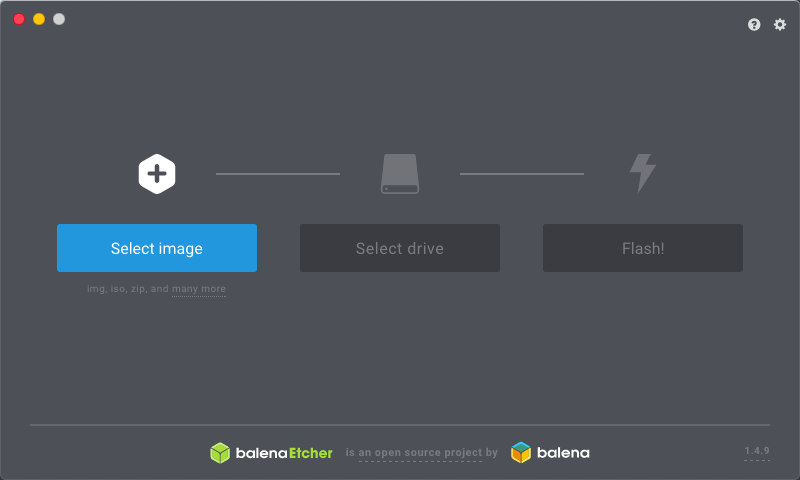 Select image
Select drive
Flash!
img, iso, zip, and many more
balenaEtcher is an open source project by balena
1.4.9